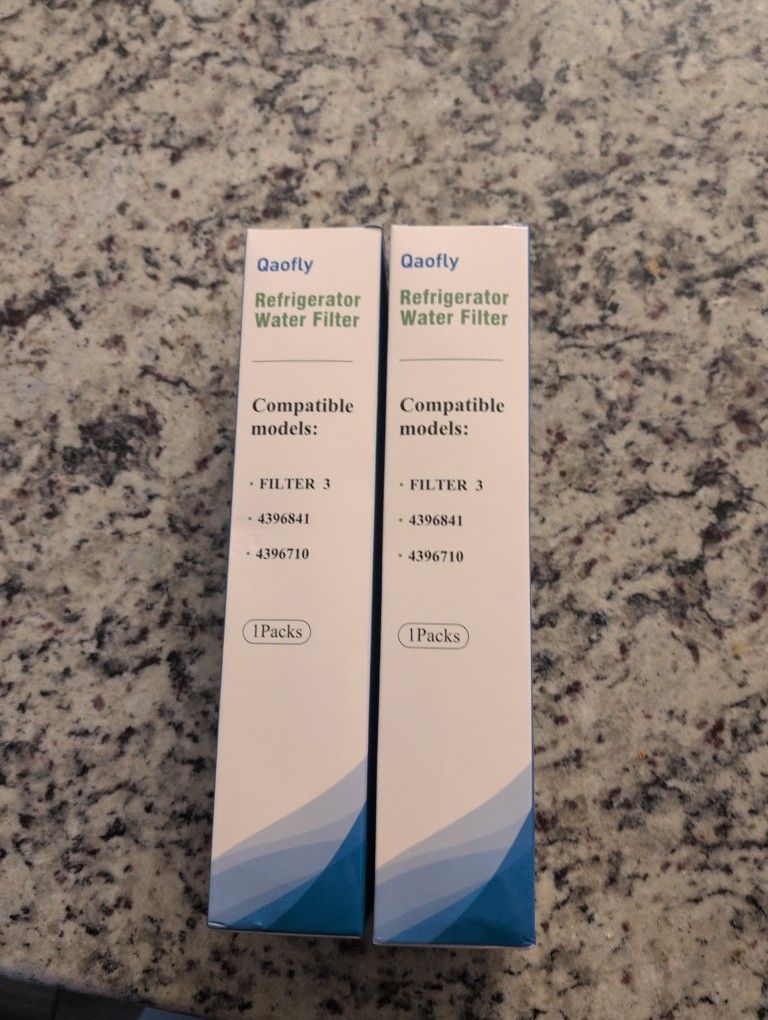 Qaofly
Refrigerator
Water Filter
Compatible
models:
• FILTER 3
• 4396841
• 4396710
1Packs
Qaofly
Refrigerator
Water Filter
Compatible
models:
• FILTER 3
• 4396841
• 4396710
1Packs